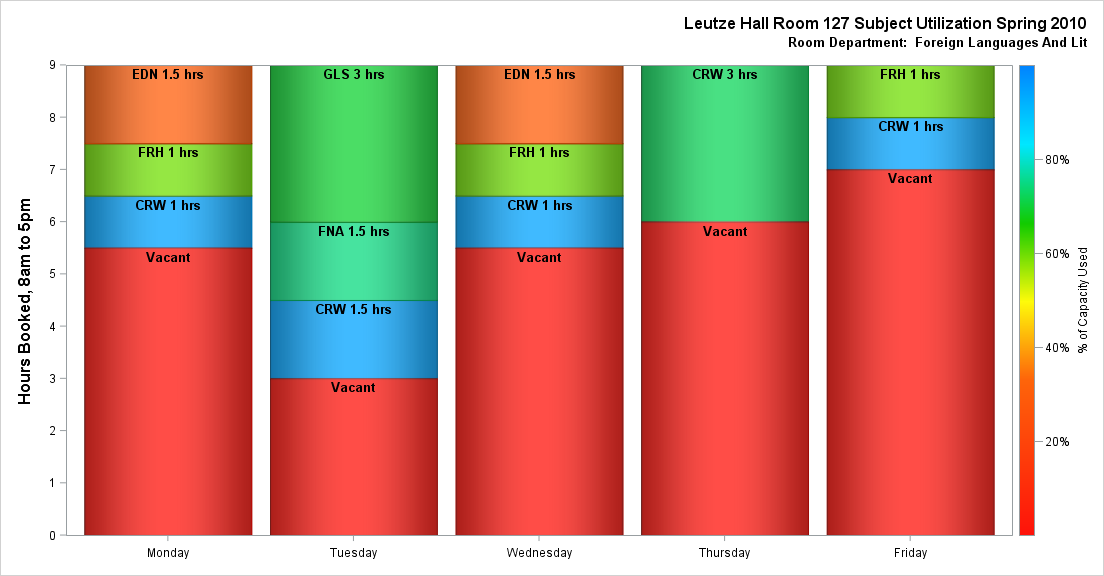 Leutze Hall Room 127 Subject Utilization Spring 2010
Room Department:  Foreign Languages And Lit
Hours Booked, 8am to 5pm
9
8
7
6
5
4
3
2
1
0
EDN 1.5 hrs
FRH 1 hrs
CRW 1 hrs
Vacant
Monday
GLS 3 hrs
FNA 1.5 hrs
CRW 1.5 hrs
Vacant
Tuesday
EDN 1.5 hrs
FRH 1 hrs
CRW 1 hrs
Vacant
Wednesday
CRW 3 hrs
Vacant
Thursday
FRH 1 hrs
CRW 1 hrs
Vacant
Friday
80%
60%
40%
20%
% of Capacity Used